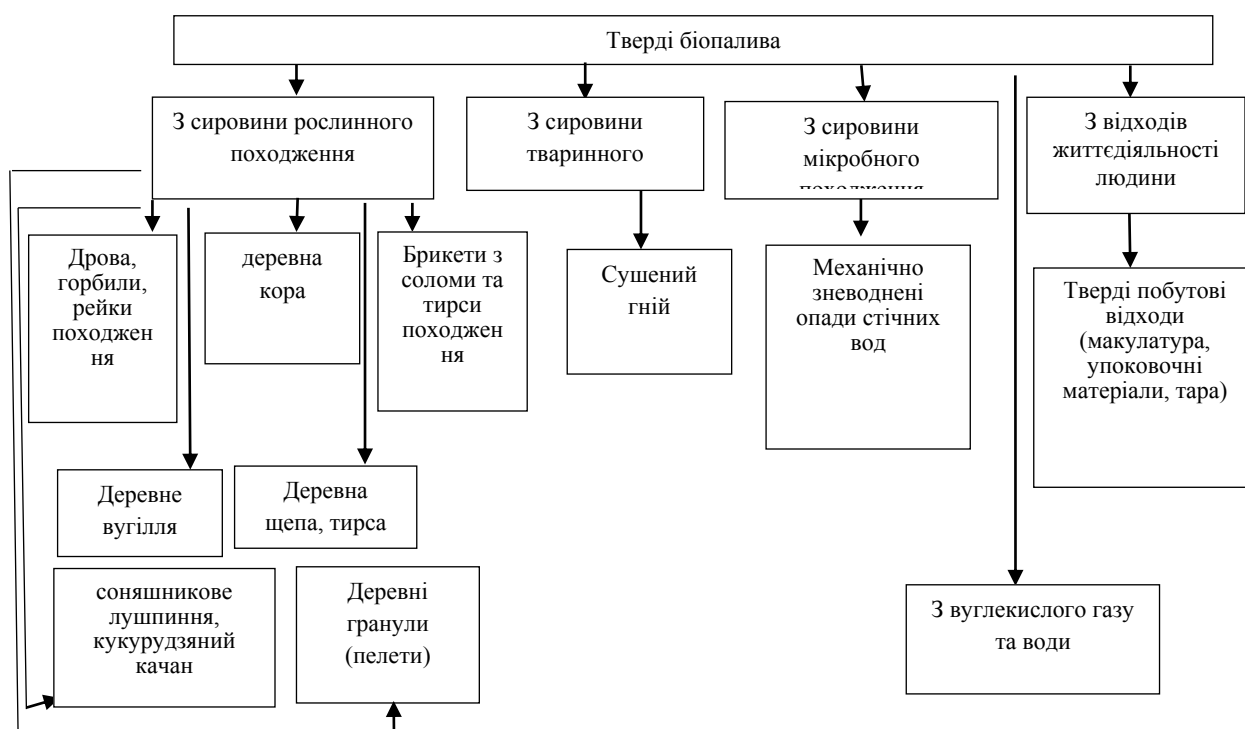 Тверді біопалива
З сировини рослинного
походження
З сировини
тваринного
З сировини
мікробного
походження
З відходів
життєдіяльності
людини
Дрова,
горбили,
рейки
походжен
ня
деревна
кора
Брикети з
соломи та
тирси
походжен
ня
Сушений
гній
Механічно
зневоднені
опади стічних
вод
Тверді побутові
відходи
(макулатура,
упоковочні
матеріали, тара)
Деревне
вугілля
Деревна
щепа, тирса
соняшникове
лушпиння,
кукурудзяний
качан
Деревні
гранули
(пелети)
З вуглекислого газу
та води